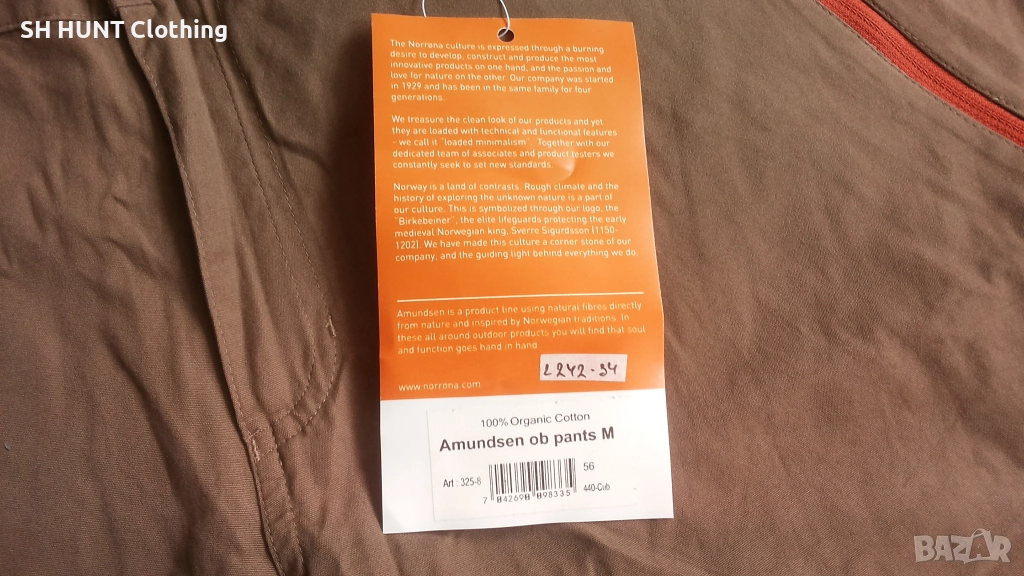 SH HUNT Clothing
The Norrøna culture is expressed through a burning
desire to develop, construct and produce the most
innovative products on one hand, and the passion and
love for nature on the other. Our company was started
in 1929 and has been in the same family for four
generations.
We treasure the clean look of our products and yet
they are loaded with technical and functional features
- we call it "loaded minimalism". Together with our
dedicated team of associates and product testers we
constantly seek to set new standards
Norway is a land of contrasts. Rough climate and the
history of exploring the unknown nature is a part of
our culture. This is symbolized through our logo, the
"Birkebeiner", the elite lifeguards protecting the early
medieval Norwegian king, Sverre Sigurdsson [1150-
1202]. We have made this culture a corner stone of our
company, and the guiding light behind everything we do.
Amundsen is a product line using natural fibres directly
from nature and inspired by Norwegian traditions. In
these all around outdoor products you will find that soul
and function goes hand in hand
www.norrona.com
L242-34
100% Organic Cotton
Amundsen ob pants M
Art : 325-8
56
440-Cub
7 042690 098335
BAZAR